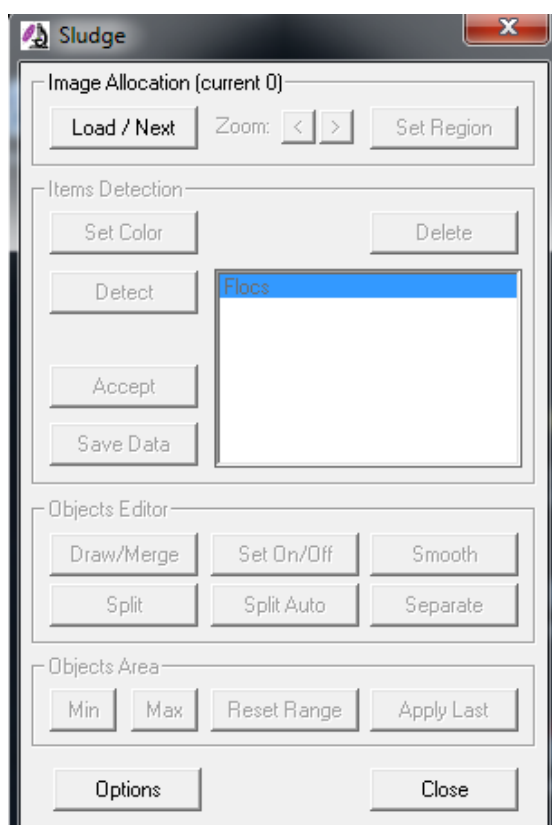 Sludge
X
Image Allocation (current 0)
Load / Next Zoom: < > Set Region
Items Detection
Set Color Delete
Detect Flocs
Accept
Save Data
Objects Editor
Draw/Merge Set On/Off Smooth
Split Split Auto Separate
Objects Area
Min Max Reset Range Apply Last
Options Close